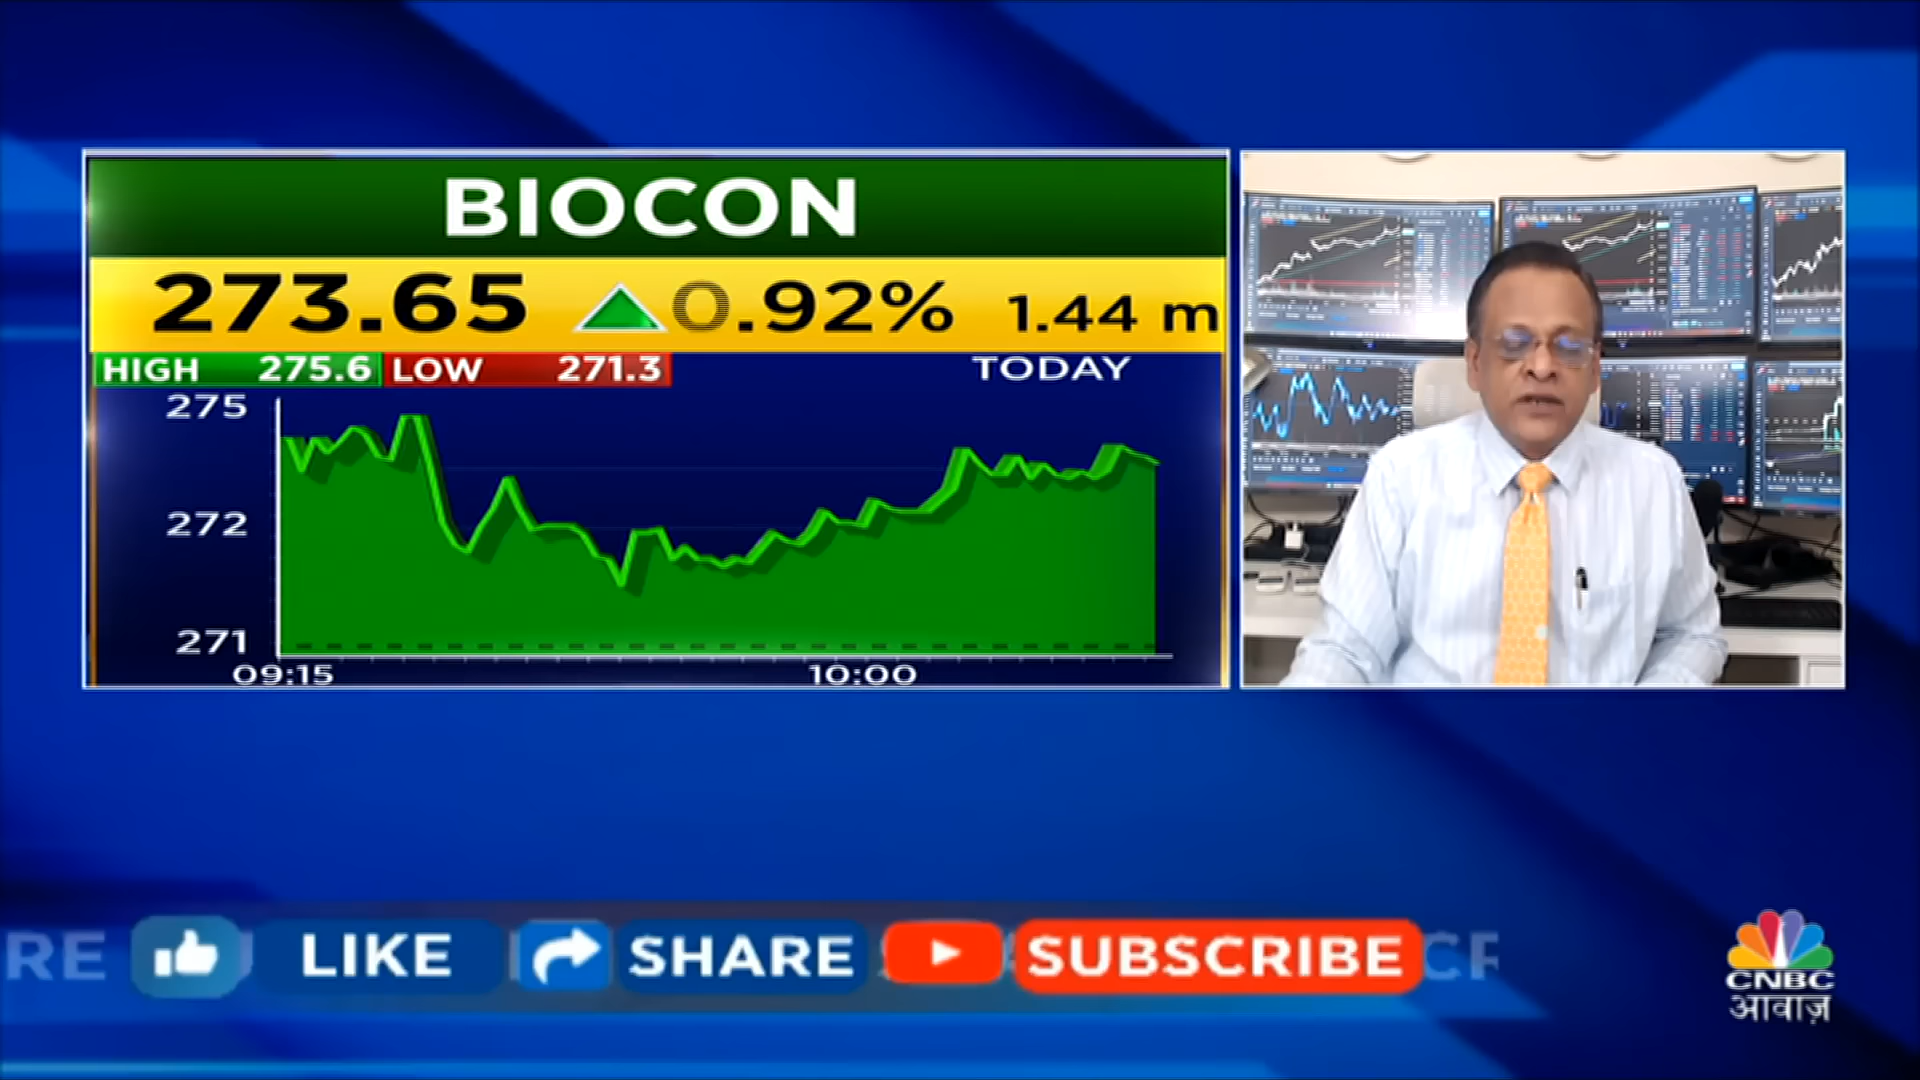 BIOCON
273.65 0.92% 1.44 m
HIGH 275.6 LOW 271.3 TODAY
275
272
271
09:15 10:00
RE LIKE SHARE SUBSCRIBE
CNBC
आवाज़